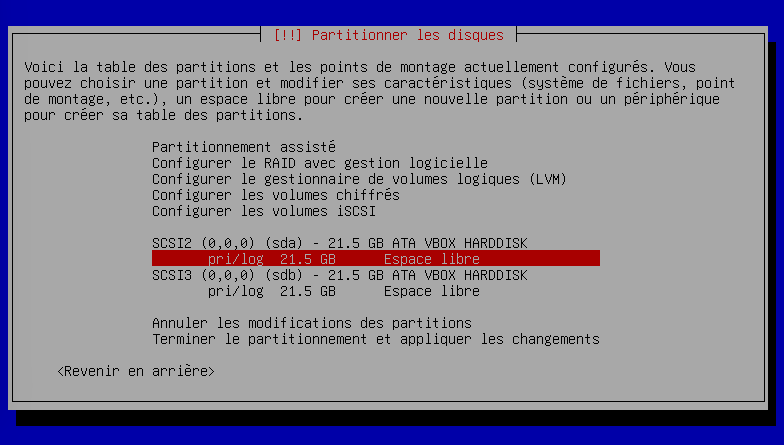 [!!] Partitionner les disques
Voici la table des partitions et les points de montage actuellement configurés. Vous
pouvez choisir une partition et modifier ses caractéristiques (système de fichiers, point
de montage, etc.), un espace libre pour créer une nouvelle partition ou un périphérique
pour créer sa table des partitions.
Partitionnement assisté
Configurer le RAID avec gestion logicielle
Configurer le gestionnaire de volumes logiques (LVM)
Configurer les volumes chiffrés
Configurer les volumes iSCSI
SCSI2 (0,0,0) (sda) - 21.5 GB ATA VBOX HARDDISK
pri/log 21.5 GB Espace libre
SCSI3 (0,0,0) (sdb) - 21.5 GB ATA VBOX HARDDISK
pri/log 21.5 GB Espace libre
Annuler les modifications des partitions
Terminer le partitionnement et appliquer les changements
<Revenir en arrière>